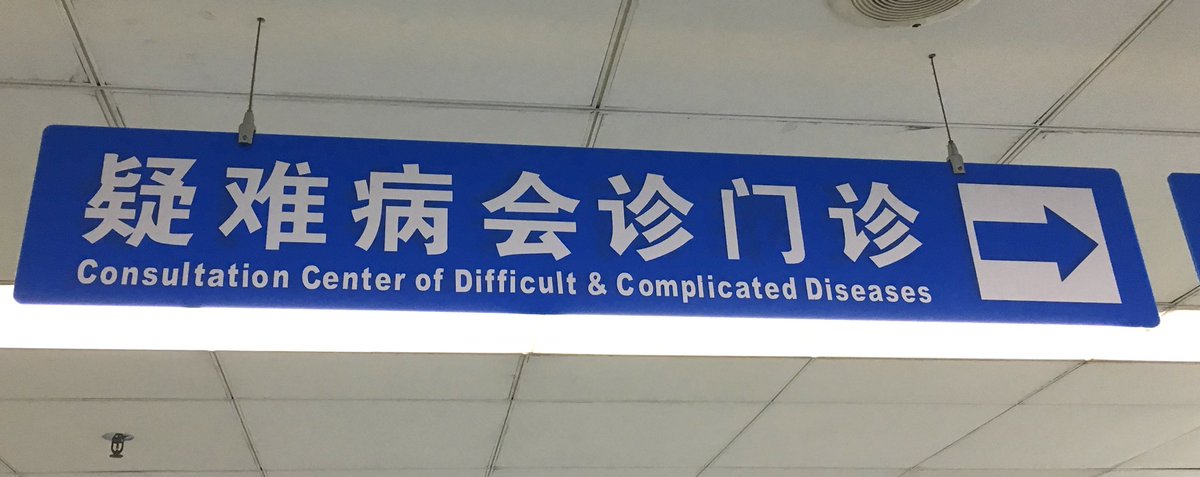 疑难病会诊门诊
Consultation Center of Difficult & Complicated Diseases